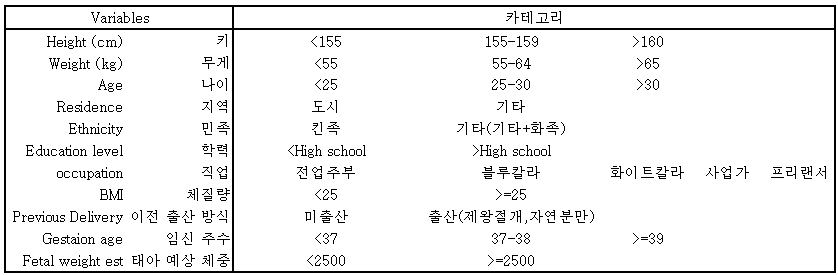 Variables 카테고리
Height (cm) 키 <155 155-159 >160
Weight (kg) 무게 <55 55-64 >65
Age 나이 <25 25-30 >30
Residence 지역 도시 기타
Ethnicity 민족 킨족 기타(기타+화족)
Education level 학력 <High school >High school
occupation 직업 전업주부 블루칼라 화이트칼라 사업가 프리랜서
BMI 체질량 <25 >=25
Previous Delivery 이전 출산 방식 미출산 출산(제왕절개,자연분만)
Gestaion age 임신 주수 <37 37-38 >=39
Fetal weight est 태아 예상 체중 <2500 >=2500